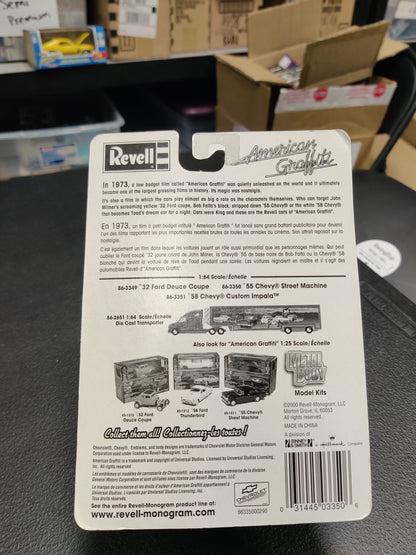 Semi
Premium
Revell®
American
Graffiti
In 1973, a low budget film called "American Graffiti" was quietly unleashed on the world and it ultimately
became one of the largest grossing films in history. Its magic was nostalgia.
It's also a film in which the cars play almost as big a role as the characters themselves. Who can forget John
Milner's screaming yellow '32 Ford coupe, Bob Falfa's black, stripped down '55 Chevy® or the white '58 Chevy®
that becomes Toad's dream car for a night. Cars were King and these are the Revell cars of "American Graffiti".
En 1973, un film à petit budget intitulé " American Graffiti " fut lancé sans grand battant publicitaire pour devenir
l'un des films rapportant les plus importantes recettes de toutes les annales du cinéma. Son attrait reposait sur la
nostalgie.
C'est également un film dans lequel les voitures jouent un rôle aussi primordial que les personnages même. Qui peut
oublier le Ford coupé '32 jaune criard de John Milner, la Chevy® '55 de base noire de Bob Falfa ou la Chevy® '58
blanche qui devint la voiture de rêve de Toad pendant une soirée. Les voitures régnaient en maître et il s'agit des
automobiles Revell d'"American Graffiti".
1:64 Scale/Échelle
86-3349 '32 Ford Deuce Coupe
86-3350 '55 Chevy® Street Machine
86-3351 '58 Chevy® Custom Impala™
86-2651 1:64 Scale/Échelle
Die Cast Transporter
Also look for "American Graffiti" 1:25 Scale/Échelle
'32 Ford
Deuce Coupe
'56 Ford
Thunderbird
'55 Chevy®
Street Machine
Model Kits
Collect them all! Collectionnez-les toutes!
©2000 Revell-Monogram, LLC
Morton Grove, IL 60053
All rights reserved.
MADE IN CHINA
A division of
BINNEY
& SMITH
Hallmark
Company
Chevrolet®, Chevy®, Emblems, and body designs are trademarks of Chevrolet Motor Division General Motors
Corporation used under license to Revell-Monogram, LLC.
American Graffiti is a trademark and copyright of Universal Studios. Licensed by Universal Studios Licensing, Inc.
All rights reserved.
CHEVROLET
86335000290
See the entire Revell product line at:
www.revell-monogram.com
0 31445 03350 6